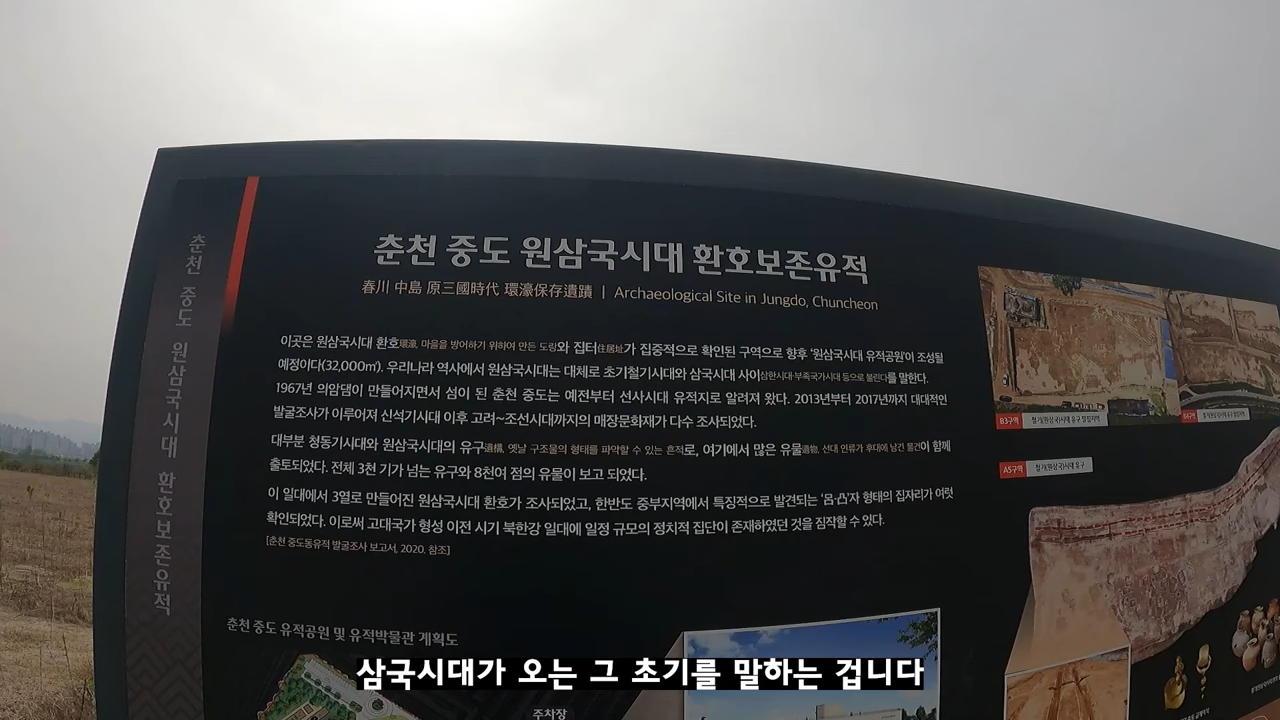 춘천 중도 원삼국시대 환호보존유적
춘천 중도 원삼국시대 환호보존유적
春川 中島 原三國時代 環濠保存遺蹟 | Archaeological Site in Jungdo, Chuncheon
이곳은 원삼국시대 환호環濠, 마을을 방어하기 위하여 만든 도랑와 집터住居址가 집중적으로 확인된 구역으로 향후 '원삼국시대 유적공원'이 조성될
예정이다(32,000㎡). 우리나라 역사에서 원삼국시대는 대체로 초기철기시대와 삼국시대 사이삼한시대·부족국가시대 등으로 불린다를 말한다.
1967년 의암댐이 만들어지면서 섬이 된 춘천 중도는 예전부터 선사시대 유적지로 알려져 왔다. 2013년부터 2017년까지 대대적인
발굴조사가 이루어져 신석기시대 이후 고려~조선시대까지의 매장문화재가 다수 조사되었다.
대부분 청동기시대와 원삼국시대의 유구遺構, 옛날 구조물의 형태를 파악할 수 있는 흔적로, 여기에서 많은 유물遺物, 선대 인류가 후대에 남긴 물건이 함께
출토되었다. 전체 3천 기가 넘는 유구와 8천여 점의 유물이 보고 되었다.
이 일대에서 3열로 만들어진 원삼국시대 환호가 조사되었고, 한반도 중부지역에서 특징적으로 발견되는 '呂·凸'자 형태의 집자리가 여럿
확인되었다. 이로써 고대국가 형성 이전 시기 북한강 일대에 일정 규모의 정치적 집단이 존재하였던 것을 짐작할 수 있다.
[춘천 중도동유적 발굴조사 보고서, 2020. 참조]
B3구역 철기(원삼국)시대 유구 밀집지역
A5구역 철기(원삼국)시대 유구
춘천 중도 유적공원 및 유적박물관 계획도
주차장
삼국시대가 오는 그 초기를 말하는 겁니다